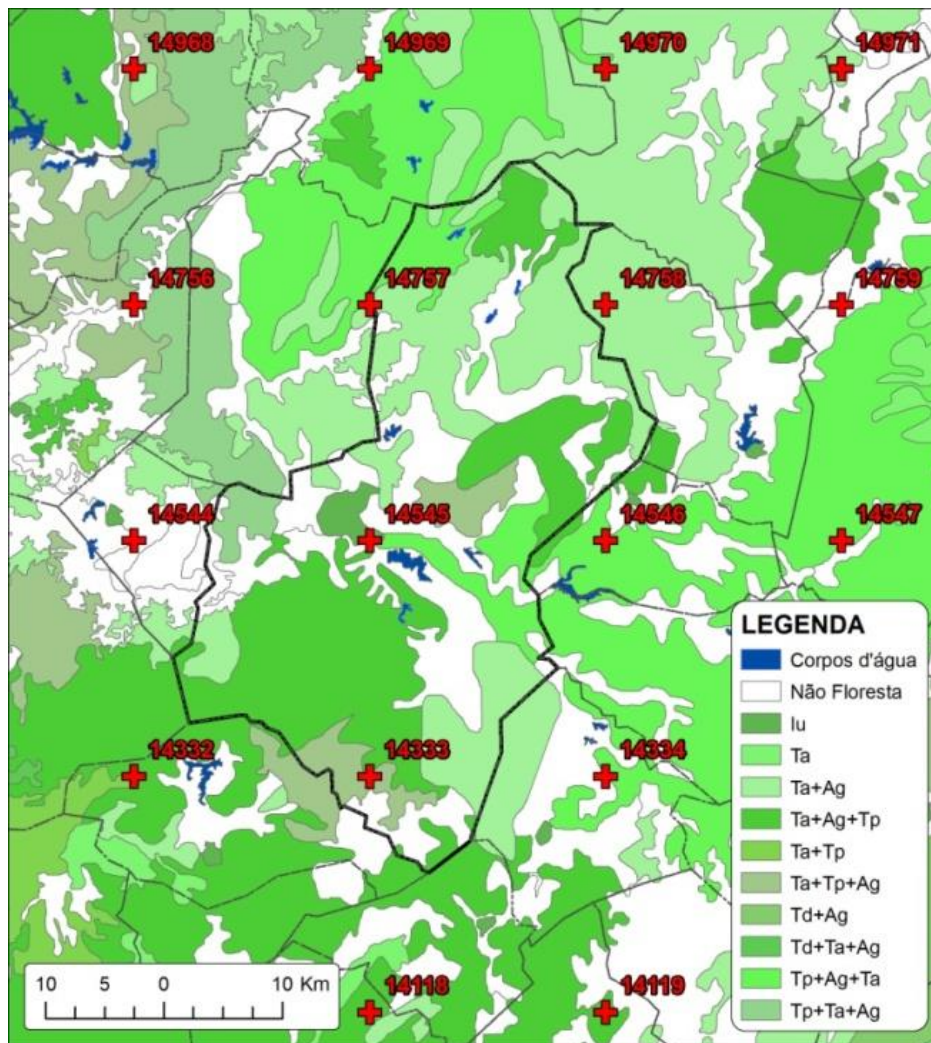 14968 14969 14970 14971
14756 14757 14758 14759
14544 14545 14546 14547
14332 14333 14334
14118 14119
LEGENDA
Corpos d'água
Não Floresta
Iu
Ta
Ta+Ag
Ta+Ag+Tp
Ta+Tp
Ta+Tp+Ag
Td+Ag
Td+Ta+Ag
Tp+Ag+Ta
Tp+Ta+Ag
10 5 0 10 Km